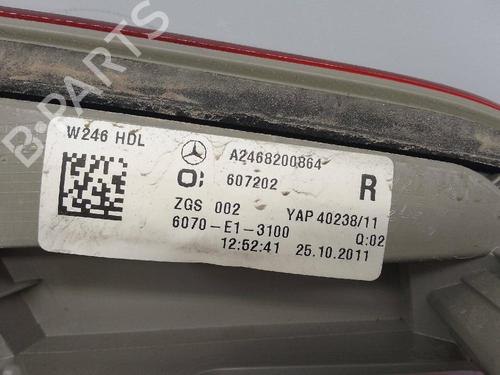 B-PARTS
W246 HDL
A2468200864
607202
R
ZGS 002
YAP 40238/11
6070-E1-3100
Q:02
12:52:41 25.10.2011